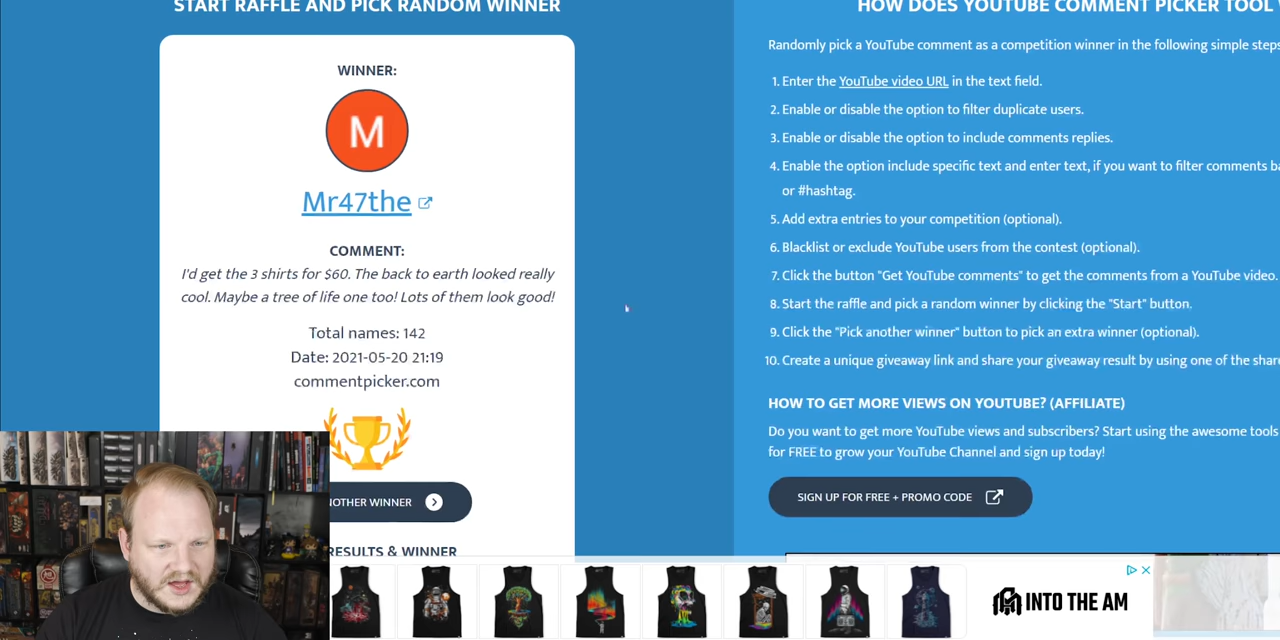 START RAFFLE AND PICK RANDOM WINNER
WINNER:
M
Mr47the
COMMENT:
I'd get the 3 shirts for $60. The back to earth looked really
cool. Maybe a tree of life one too! Lots of them look good!
Total names: 142
Date: 2021-05-20 21:19
commentpicker.com
NOTHER WINNER
RESULTS & WINNER
HOW DOES YOUTUBE COMMENT PICKER TOOL
Randomly pick a YouTube comment as a competition winner in the following simple steps
1. Enter the YouTube video URL in the text field.
2. Enable or disable the option to filter duplicate users.
3. Enable or disable the option to include comments replies.
4. Enable the option include specific text and enter text, if you want to filter comments ba
or #hashtag.
5. Add extra entries to your competition (optional).
6. Blacklist or exclude YouTube users from the contest (optional).
7. Click the button "Get YouTube comments" to get the comments from a YouTube video.
8. Start the raffle and pick a random winner by clicking the "Start" button.
9. Click the "Pick another winner" button to pick an extra winner (optional).
10. Create a unique giveaway link and share your giveaway result by using one of the share
HOW TO GET MORE VIEWS ON YOUTUBE? (AFFILIATE)
Do you want to get more YouTube views and subscribers? Start using the awesome tools
for FREE to grow your YouTube Channel and sign up today!
SIGN UP FOR FREE + PROMO CODE
INTO THE AM